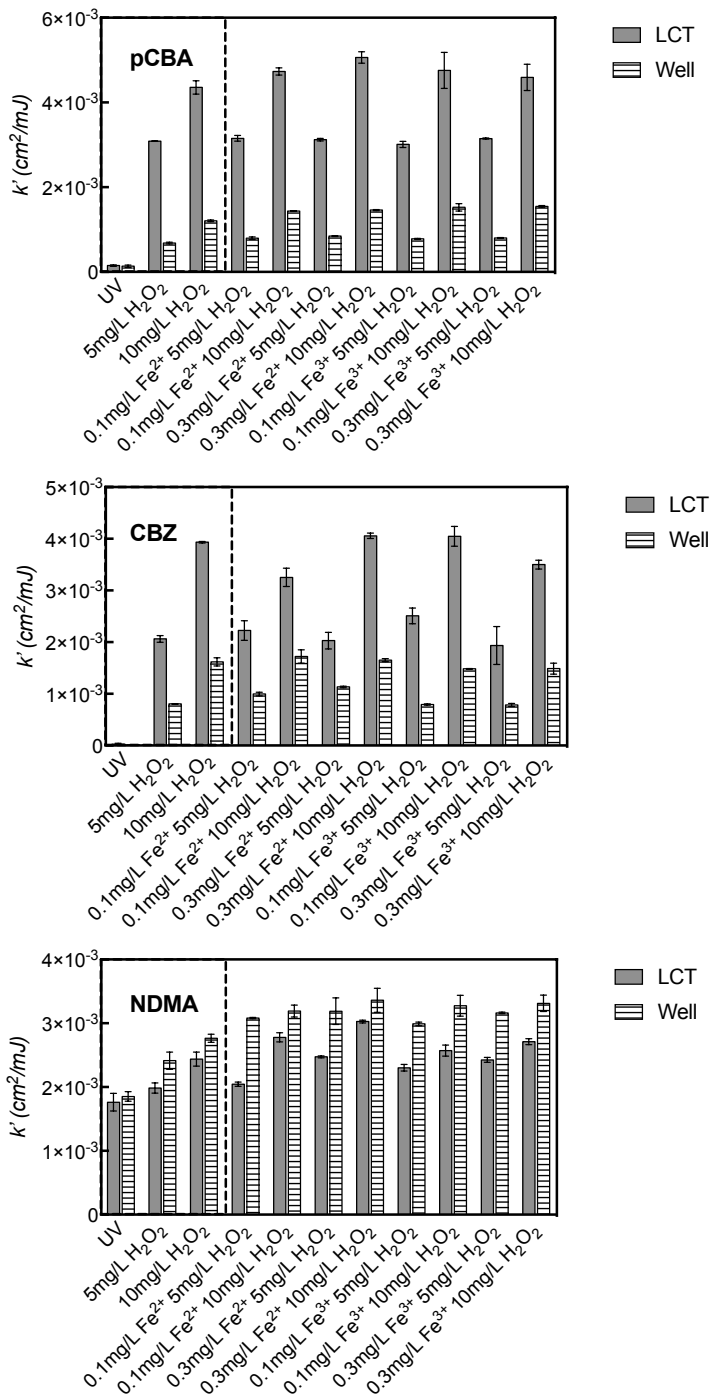 6×10⁻³
4×10⁻³
2×10⁻³
0
k' (cm²/mJ)
pCBA
LCT
Well
UV
5mg/L H₂O₂
10mg/L H₂O₂
0.1mg/L Fe²⁺ 5mg/L H₂O₂
0.1mg/L Fe²⁺ 10mg/L H₂O₂
0.3mg/L Fe²⁺ 5mg/L H₂O₂
0.3mg/L Fe²⁺ 10mg/L H₂O₂
0.1mg/L Fe³⁺ 5mg/L H₂O₂
0.1mg/L Fe³⁺ 10mg/L H₂O₂
0.3mg/L Fe³⁺ 5mg/L H₂O₂
0.3mg/L Fe³⁺ 10mg/L H₂O₂
5×10⁻³
4×10⁻³
3×10⁻³
2×10⁻³
1×10⁻³
0
k' (cm²/mJ)
CBZ
LCT
Well
UV
5mg/L H₂O₂
10mg/L H₂O₂
0.1mg/L Fe²⁺ 5mg/L H₂O₂
0.1mg/L Fe²⁺ 10mg/L H₂O₂
0.3mg/L Fe²⁺ 5mg/L H₂O₂
0.3mg/L Fe²⁺ 10mg/L H₂O₂
0.1mg/L Fe³⁺ 5mg/L H₂O₂
0.1mg/L Fe³⁺ 10mg/L H₂O₂
0.3mg/L Fe³⁺ 5mg/L H₂O₂
0.3mg/L Fe³⁺ 10mg/L H₂O₂
4×10⁻³
3×10⁻³
2×10⁻³
1×10⁻³
0
k' (cm²/mJ)
NDMA
LCT
Well
UV
5mg/L H₂O₂
10mg/L H₂O₂
0.1mg/L Fe²⁺ 5mg/L H₂O₂
0.1mg/L Fe²⁺ 10mg/L H₂O₂
0.3mg/L Fe²⁺ 5mg/L H₂O₂
0.3mg/L Fe²⁺ 10mg/L H₂O₂
0.1mg/L Fe³⁺ 5mg/L H₂O₂
0.1mg/L Fe³⁺ 10mg/L H₂O₂
0.3mg/L Fe³⁺ 5mg/L H₂O₂
0.3mg/L Fe³⁺ 10mg/L H₂O₂